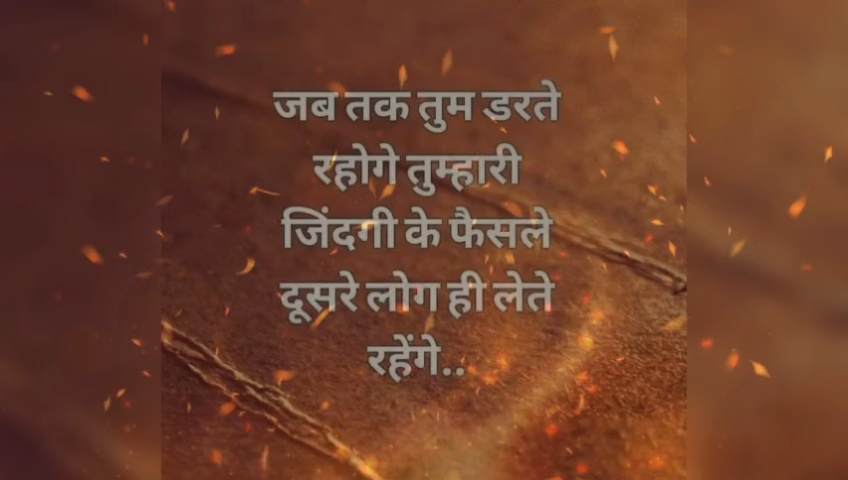 जब तक तुम डरते
रहोगे तुम्हारी
जिंदगी के फैसले
दूसरे लोग ही लेते
रहेंगे..